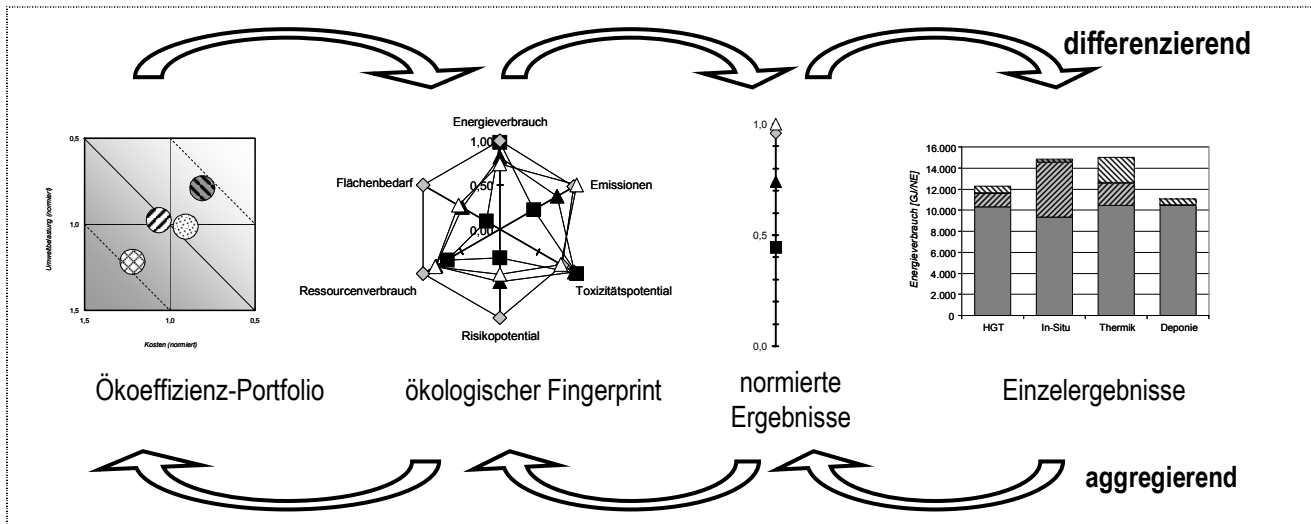 differenzierend
0,5
1,0
1,5
Umweltbelastung (normiert)
1,5
1,0
0,5
Kosten (normiert)
Energieverbrauch
1,00
0,50
0,00
Flächenbedarf
Emissionen
Ressourcenverbrauch
Toxizitätspotential
Risikopotential
1,0
0,5
0,0
16.000
14.000
12.000
10.000
8.000
6.000
4.000
2.000
0
Energieverbrauch [GJ/NE]
HGT
In-Situ
Thermik
Deponie
Ökoeffizienz-Portfolio
ökologischer Fingerprint
normierte
Ergebnisse
Einzelergebnisse
aggregierend